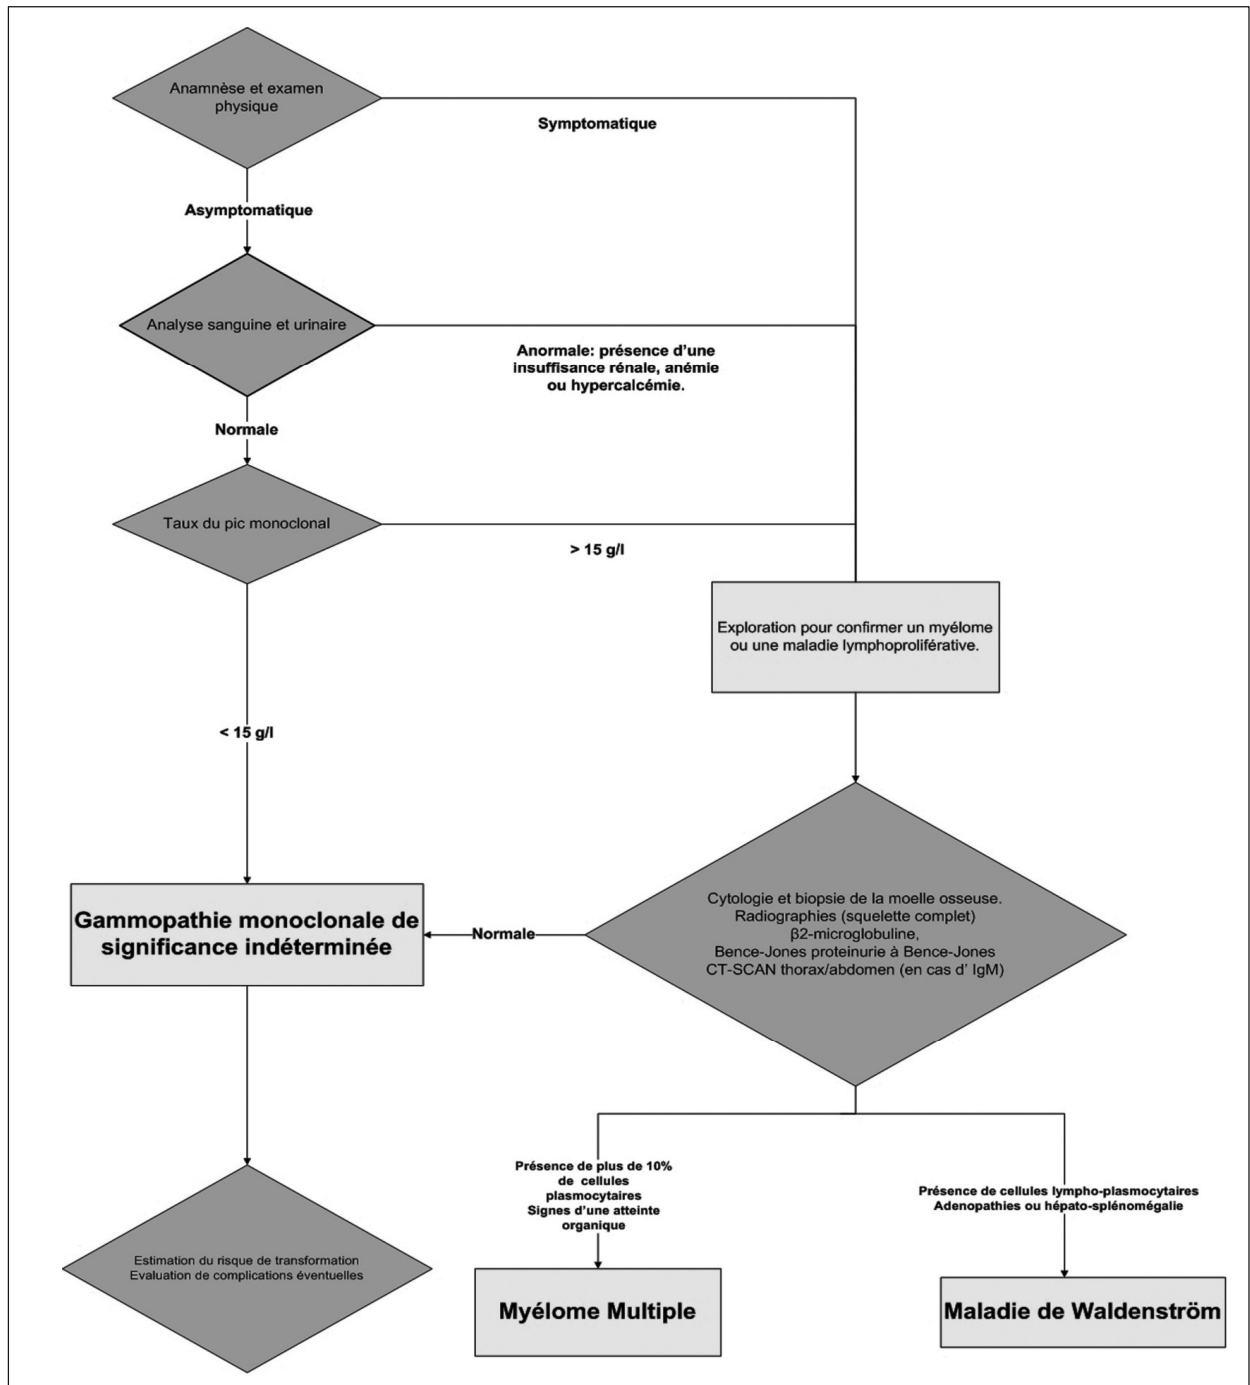 Anamnèse et examen
physique
Symptomatique
Asymptomatique
Analyse sanguine et urinaire
Anormale: présence d’une
insuffisance rénale, anémie
ou hypercalcémie.
Normale
Taux du pic monoclonal
> 15 g/l
Exploration pour confirmer un myélome
ou une maladie lymphoproliférative.
< 15 g/l
Gammopathie monoclonale de
significance indéterminée
Normale
Cytologie et biopsie de la moelle osseuse.
Radiographies (squelette complet)
β2-microglobuline,
Bence-Jones proteinurie à Bence-Jones
CT-SCAN thorax/abdomen (en cas d’ IgM)
Présence de plus de 10%
de cellules
plasmocytaires
Signes d’une atteinte
organique
Présence de cellules lympho-plasmocytaires
Adenopathies ou hépato-splénomégalie
Estimation du risque de transformation
Evaluation de complications éventuelles
Myélome Multiple
Maladie de Waldenström